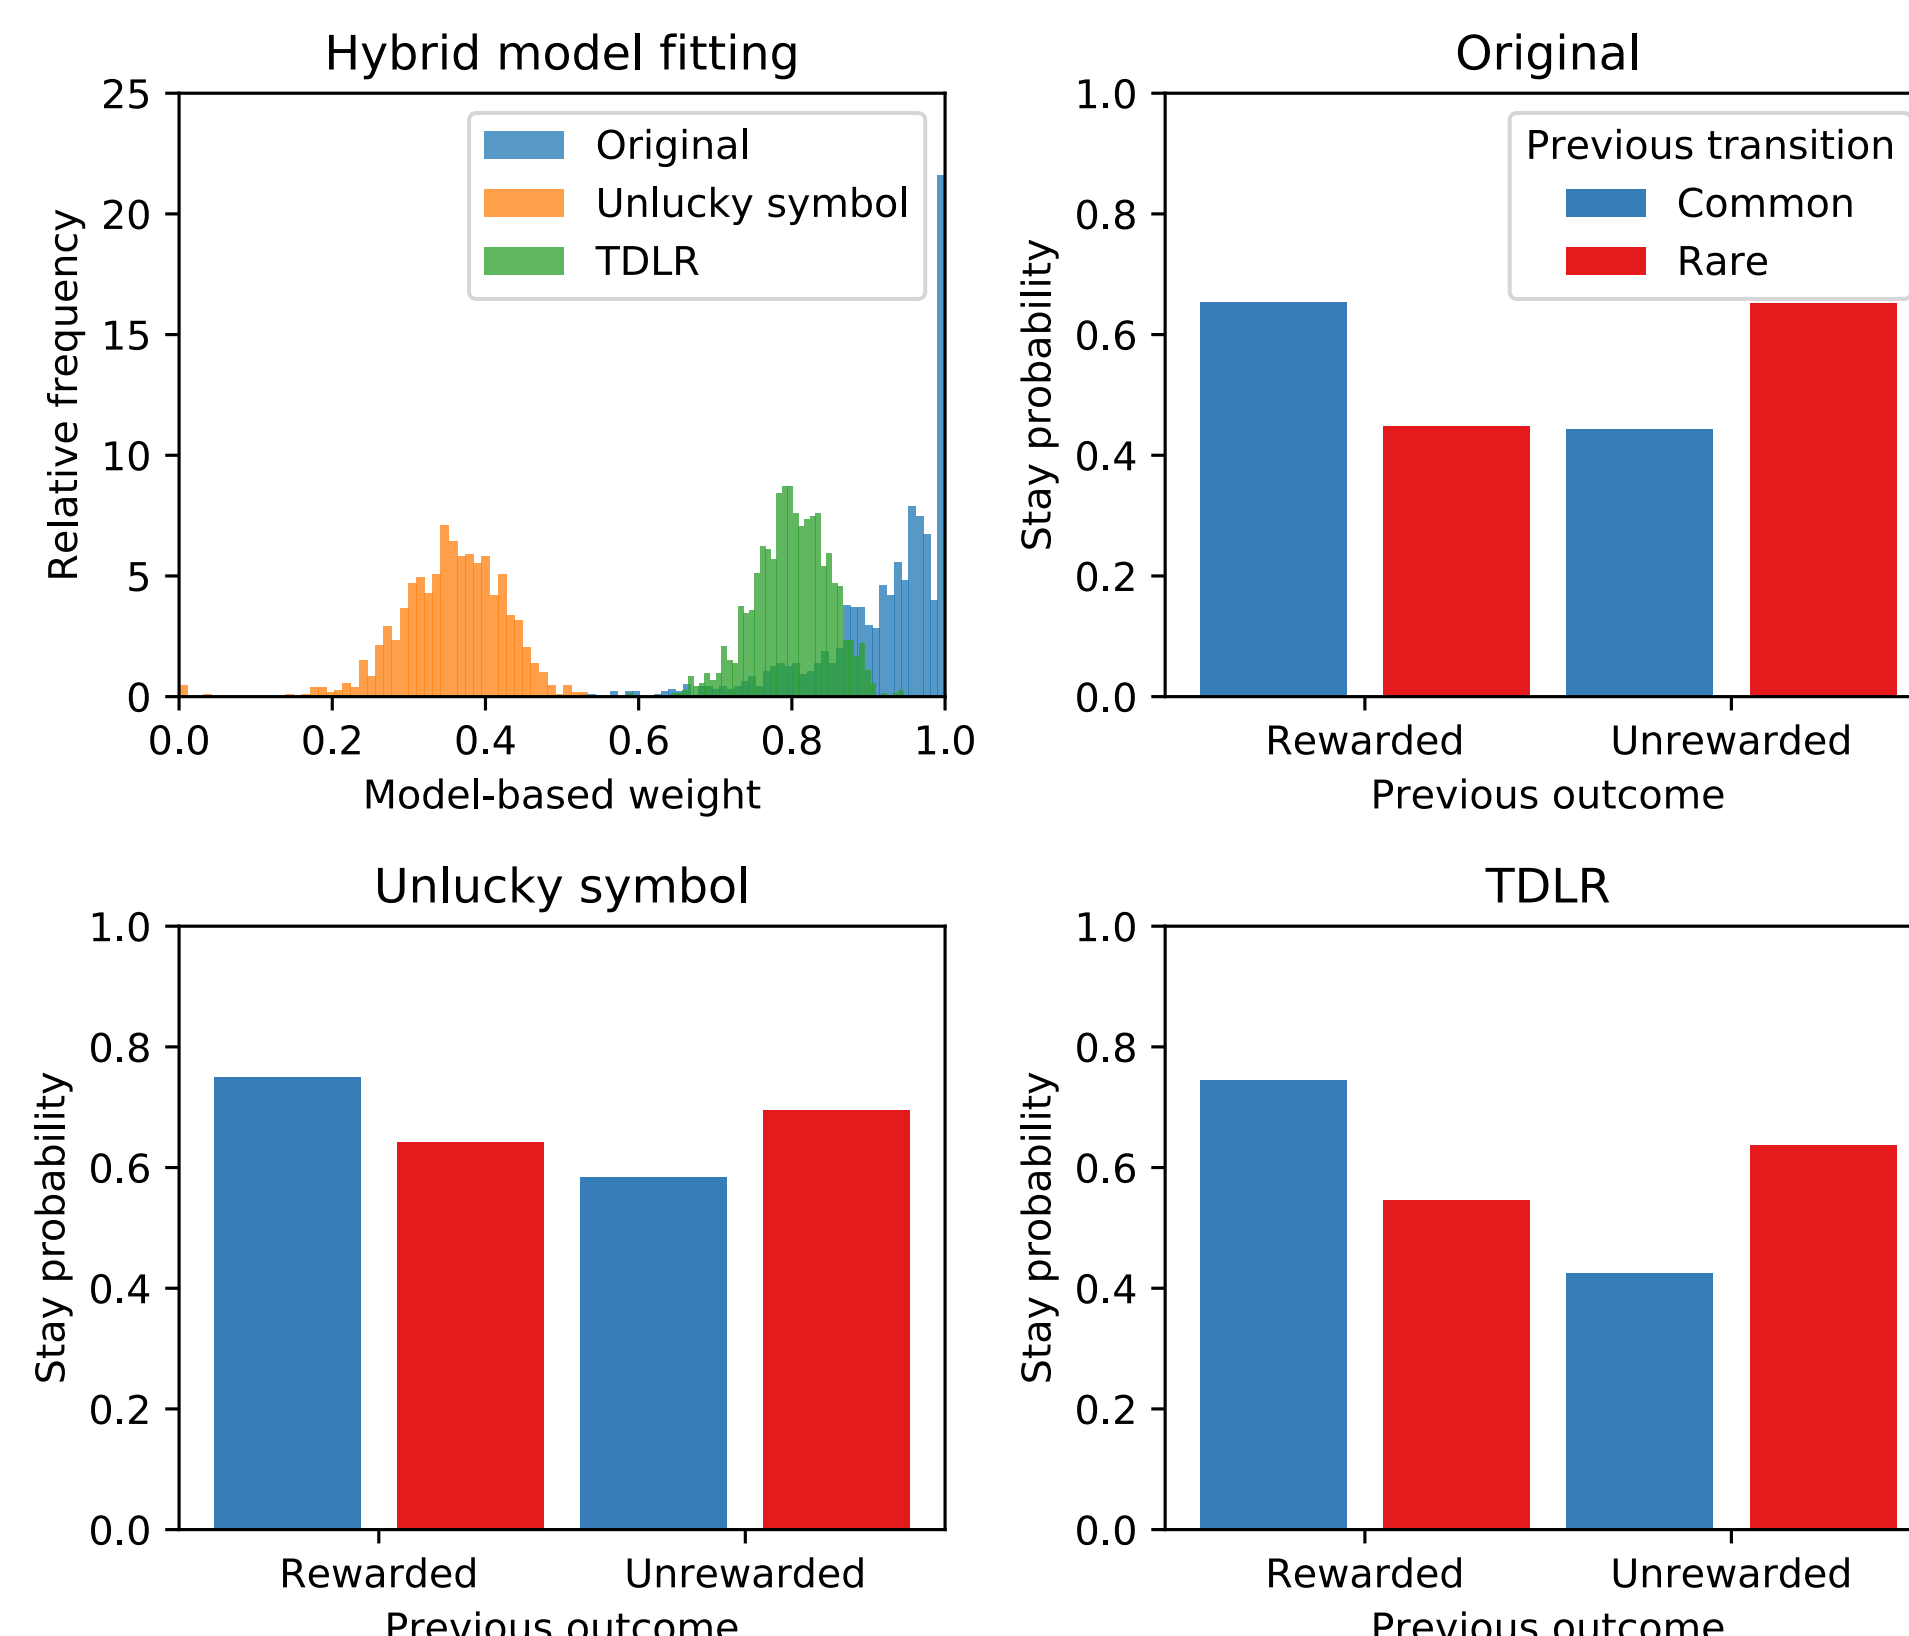 Hybrid model fitting
25
20
15
10
5
0
Relative frequency
Original
Unlucky symbol
TDLR
0.0 0.2 0.4 0.6 0.8 1.0
Model-based weight
Original
1.0
0.8
0.6
0.4
0.2
0.0
Stay probability
Previous transition
Common
Rare
Rewarded Unrewarded
Previous outcome
Unlucky symbol
1.0
0.8
0.6
0.4
0.2
0.0
Stay probability
Rewarded Unrewarded
Previous outcome
TDLR
1.0
0.8
0.6
0.4
0.2
0.0
Stay probability
Rewarded Unrewarded
Previous outcome